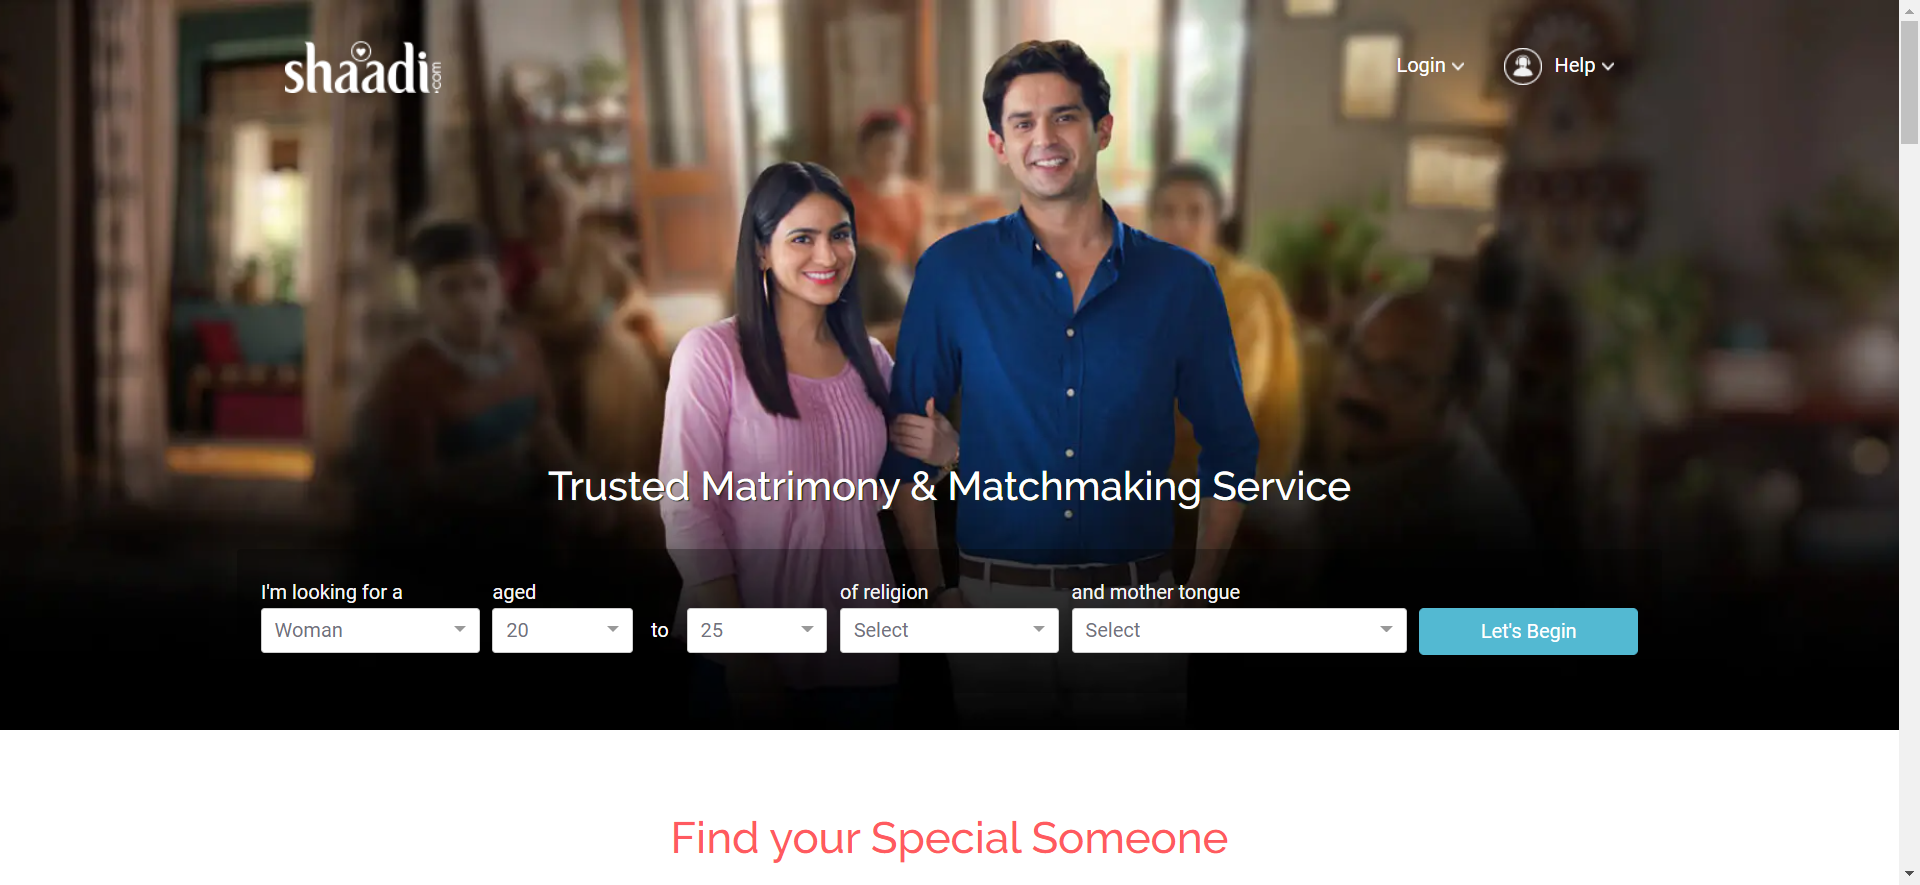 shaadi.com
Login
Help
Trusted Matrimony & Matchmaking Service
I'm looking for a
aged
of religion
and mother tongue
Woman
20
to
25
Select
Select
Let's Begin
Find your Special Someone